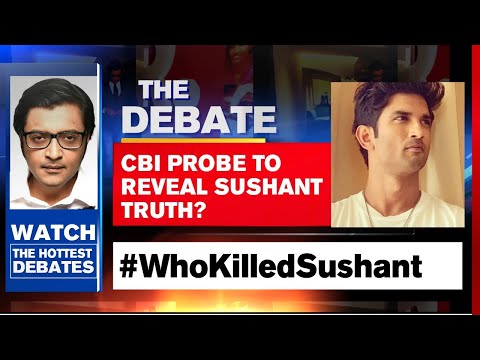 THE
DEBATE
CBI PROBE TO
REVEAL SUSHANT
TRUTH?
#WhoKilledSushant
WATCH
THE HOTTEST
DEBATES